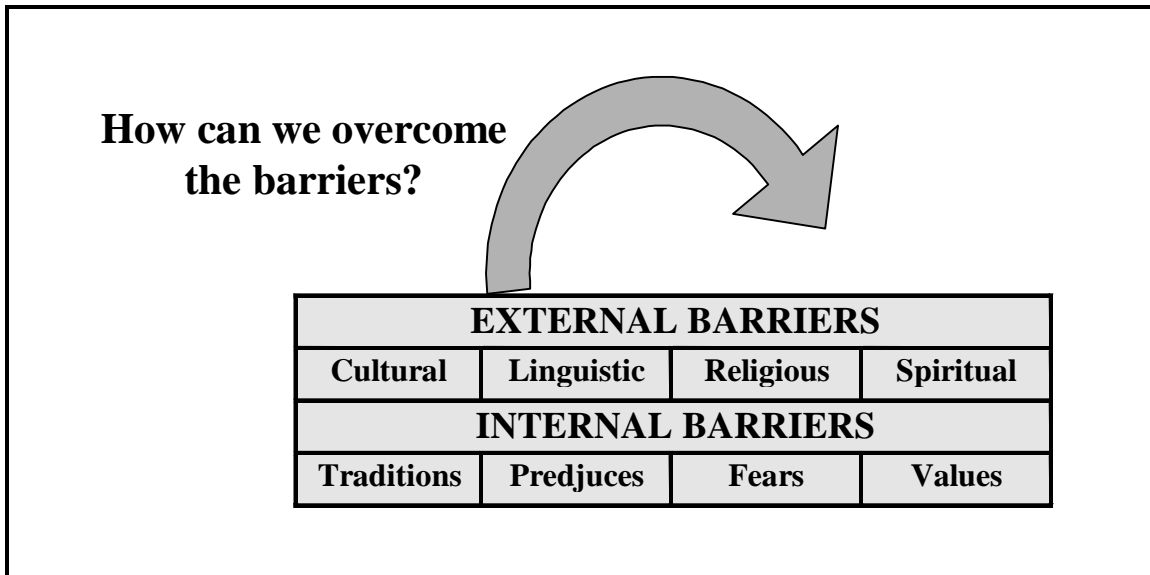 How can we overcome
the barriers?
EXTERNAL BARRIERS
Cultural Linguistic Religious Spiritual
INTERNAL BARRIERS
Traditions Predjuces Fears Values